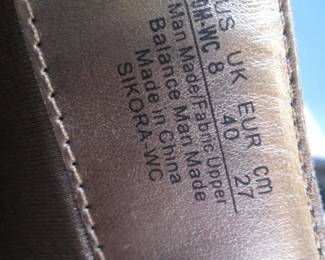 US UK EUR cm
WC 8 40 27
Man Made/Fabric Upper
Balance Man Made
Made in China
SIKORA-WC